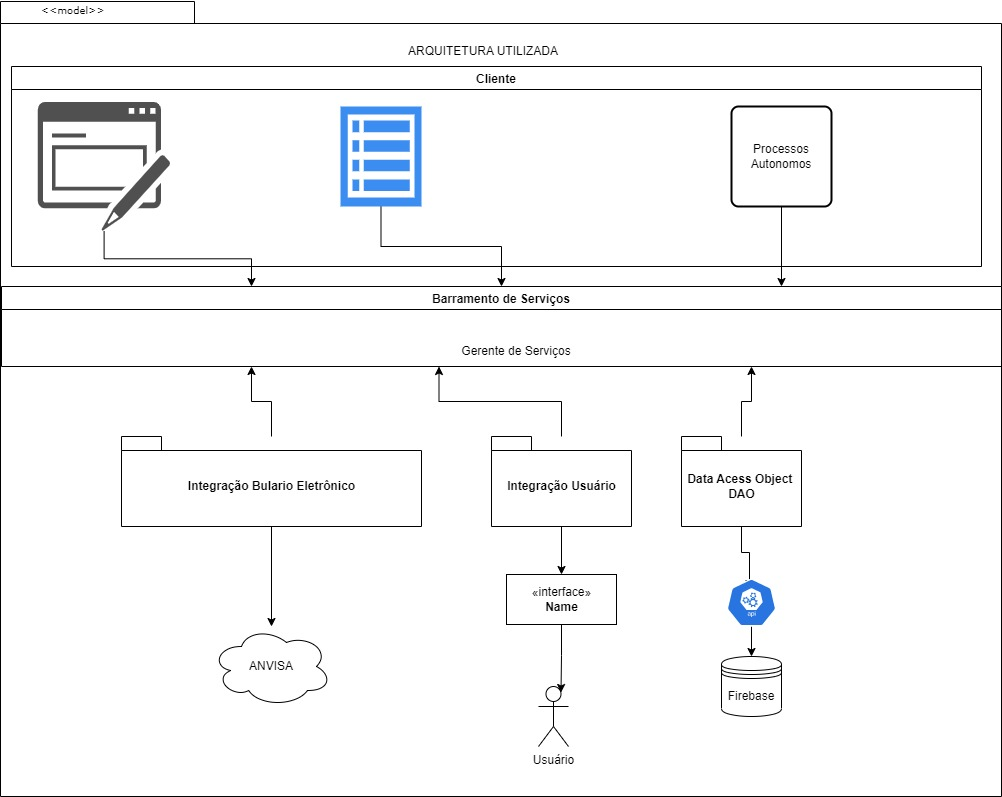 <<model>>
ARQUITETURA UTILIZADA
Cliente
Processos
Autonomos
Barramento de Serviços
Gerente de Serviços
Integração Bulario Eletrônico
Integração Usuário
Data Acess Object
DAO
«interface»
Name
api
ANVISA
Firebase
Usuário